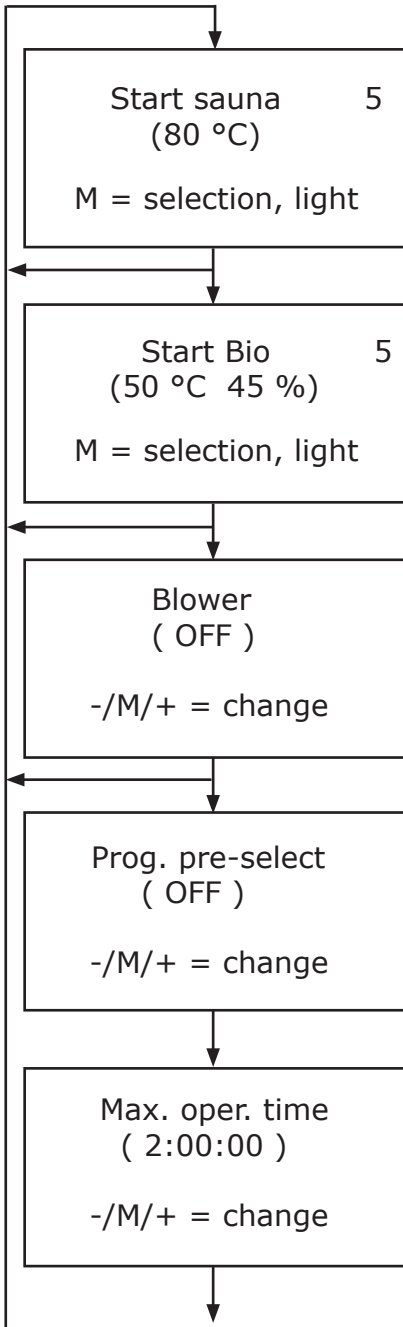 Start sauna 5
(80 °C)
M = selection, light
Start Bio 5
(50 °C 45 %)
M = selection, light
Blower
( OFF )
-/M/+ = change
Prog. pre-select
( OFF )
-/M/+ = change
Max. oper. time
( 2:00:00 )
-/M/+ = change